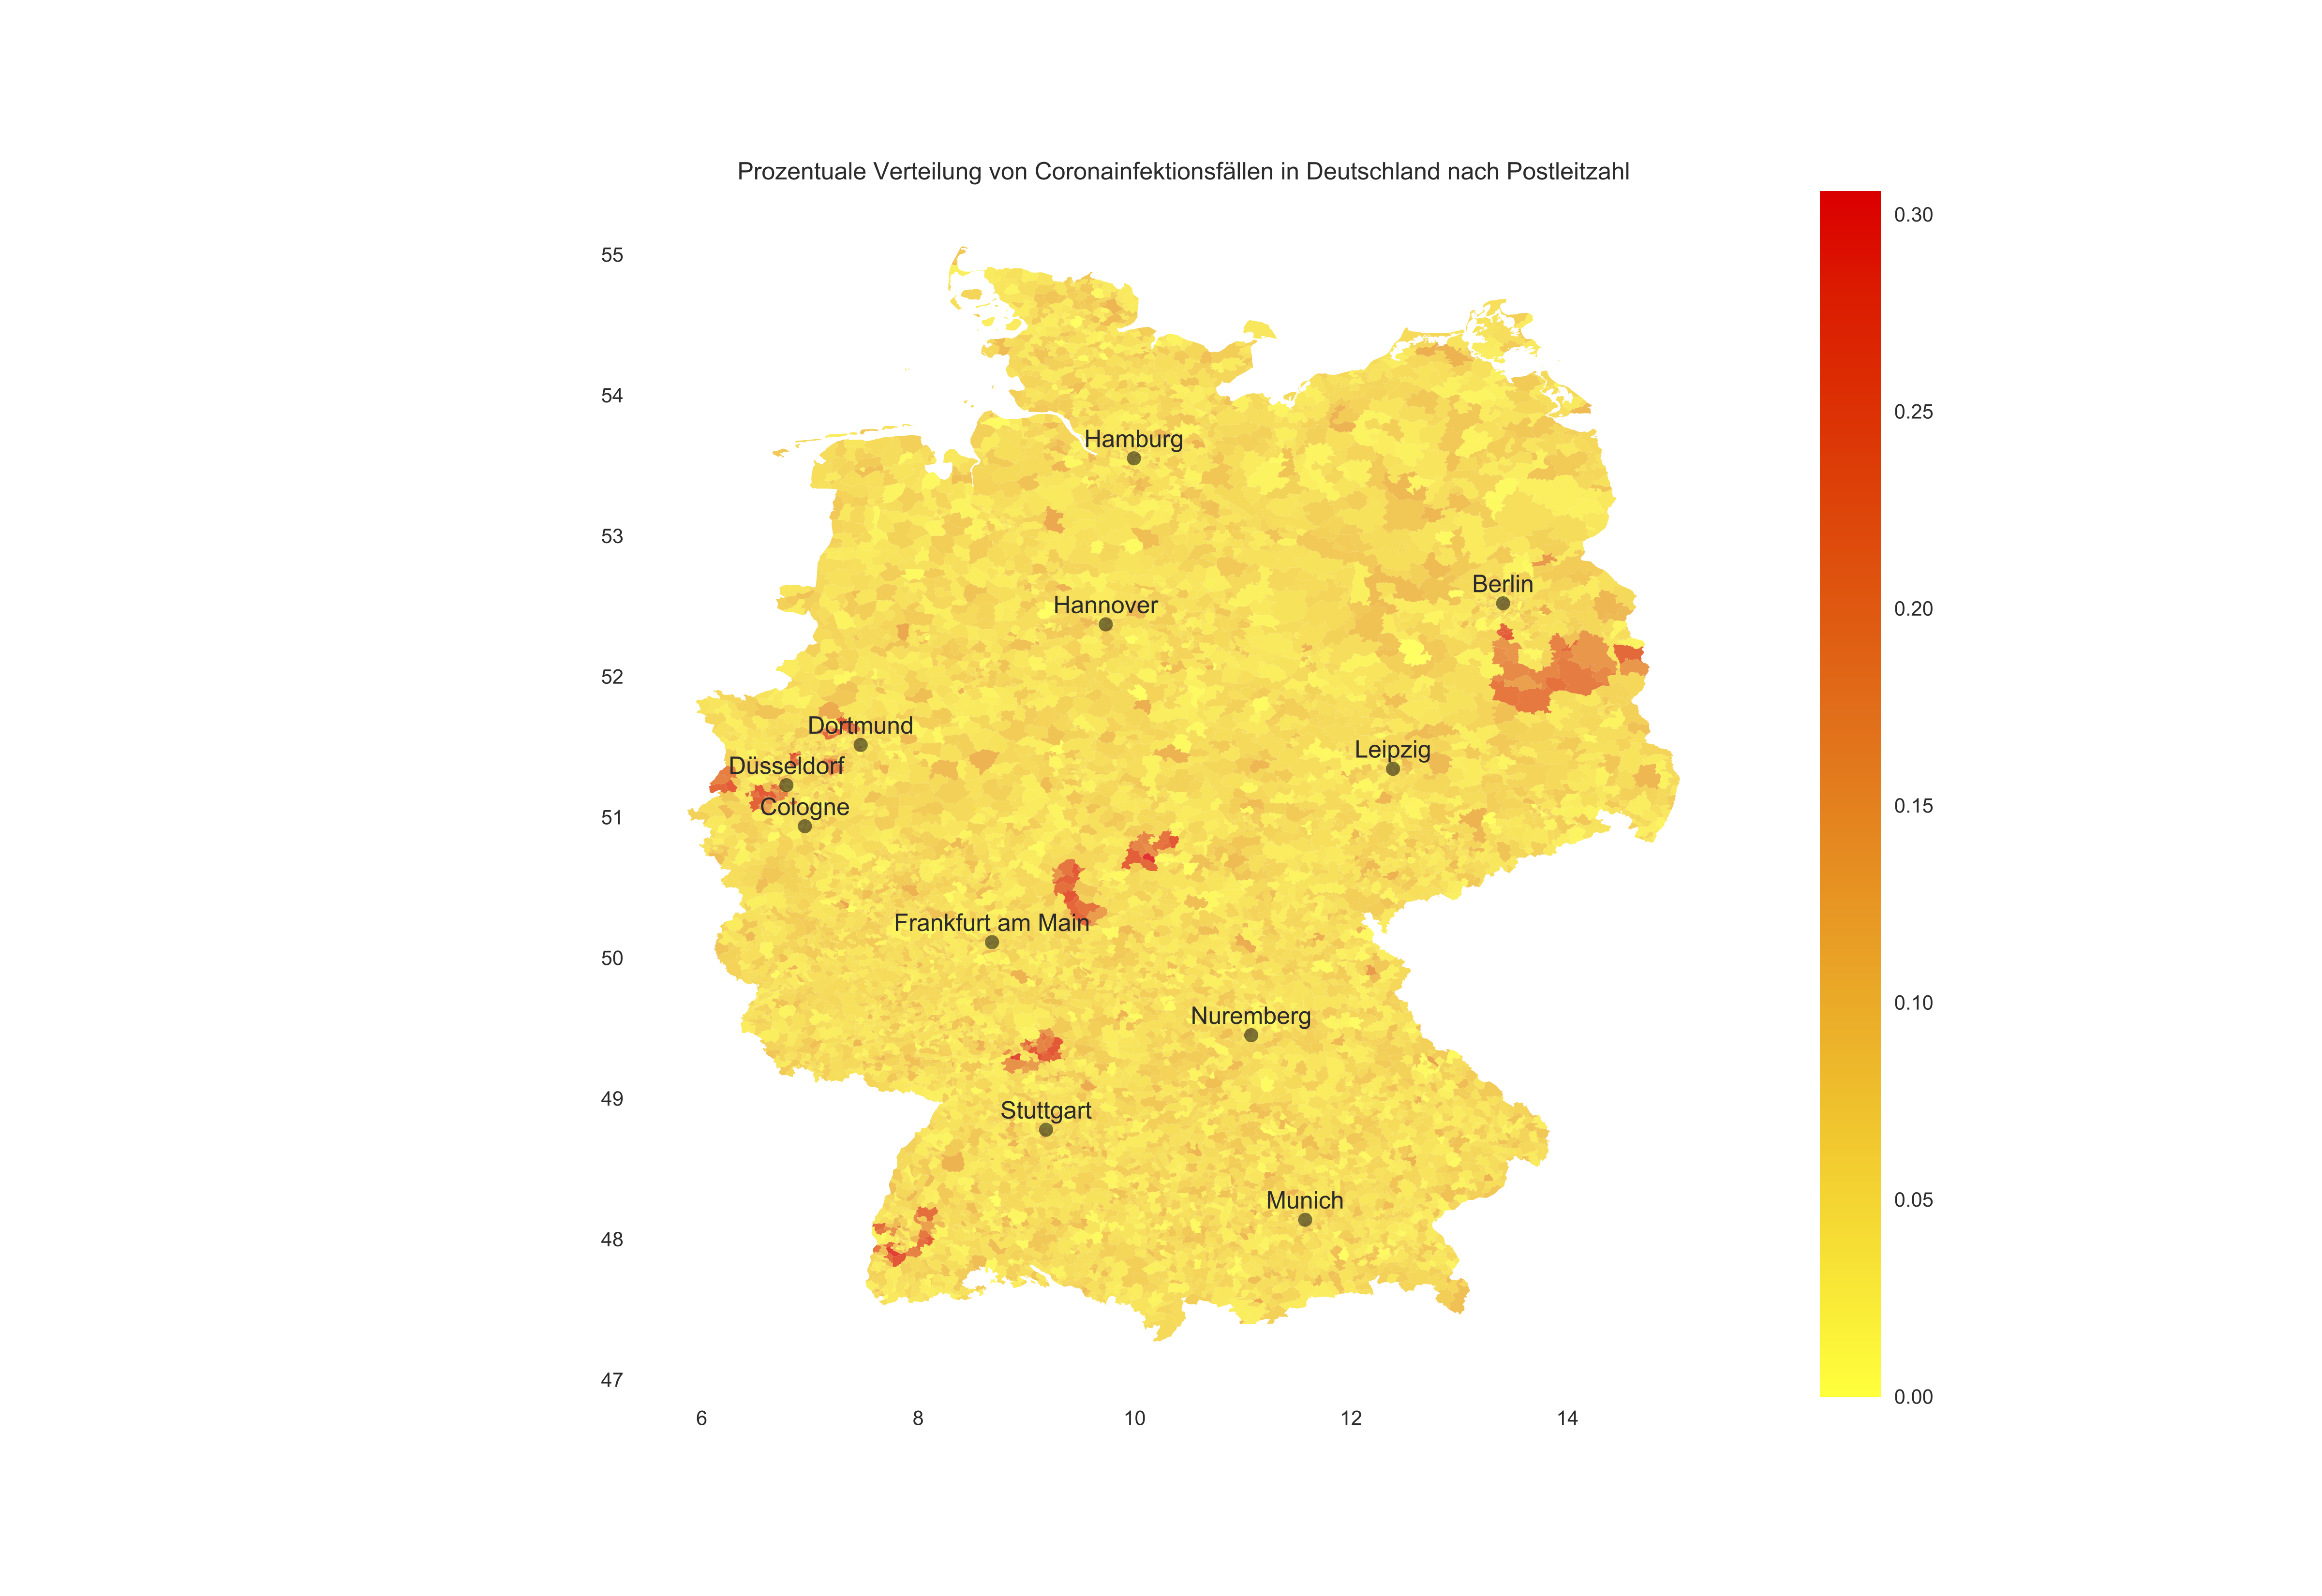 Prozentuale Verteilung von Coronainfektionsfällen in Deutschland nach Postleitzahl
0.30
55
54
0.25
Hamburg
53
Berlin
Hannover
0.20
52
Dortmund
Leipzig
Düsseldorf
Cologne
0.15
51
Frankfurt am Main
50
0.10
Nuremberg
49
Stuttgart
Munich
0.05
48
47
0.00
6
8
10
12
14